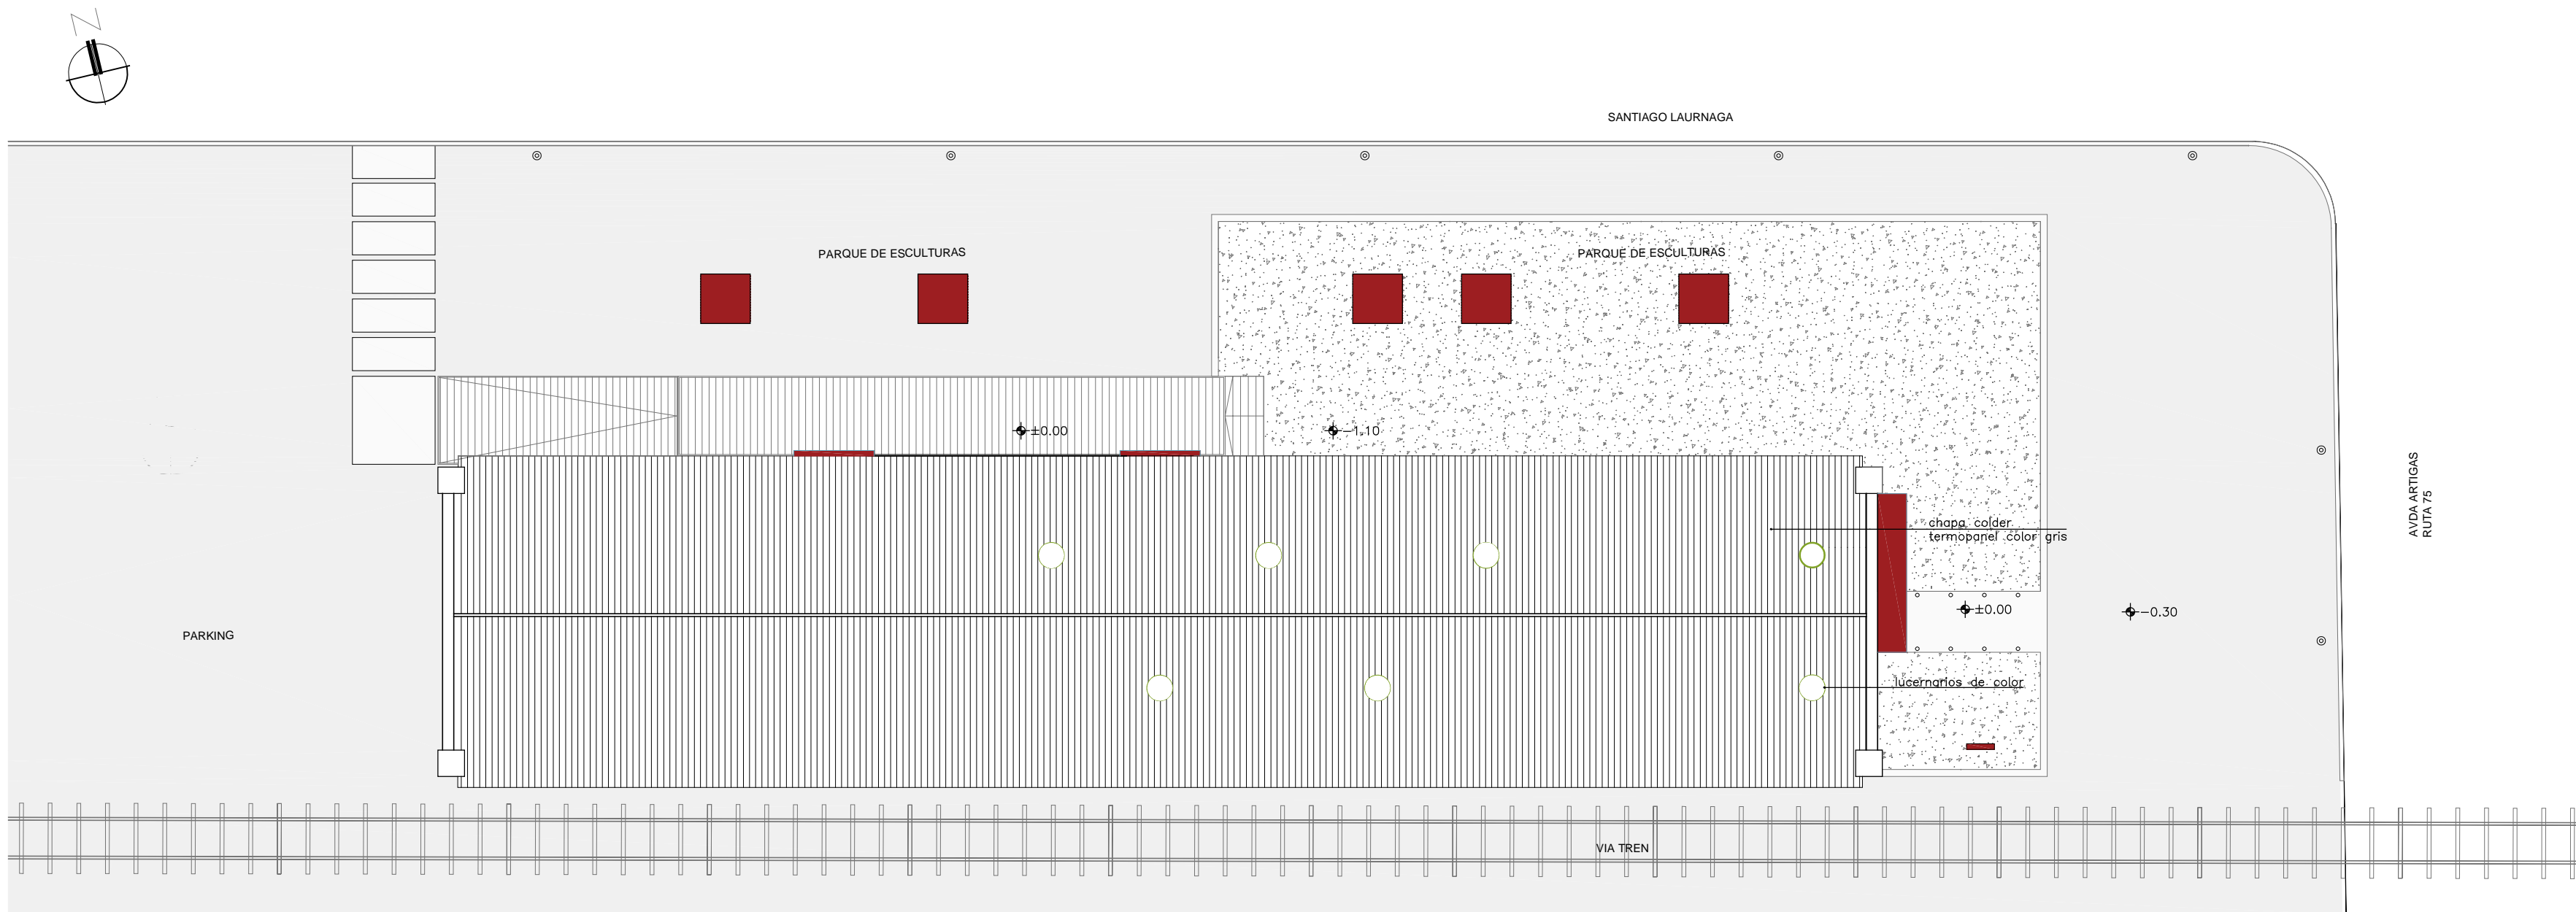 N
SANTIAGO LAURNAGA
PARQUE DE ESCULTURAS
PARQUE DE ESCULTURAS
±0.00
-1.10
AVDA ARTIGAS
RUTA 75
chapa colder
termopanel color gris
±0.00
-0.30
PARKING
lucernarios de color
VIA TREN